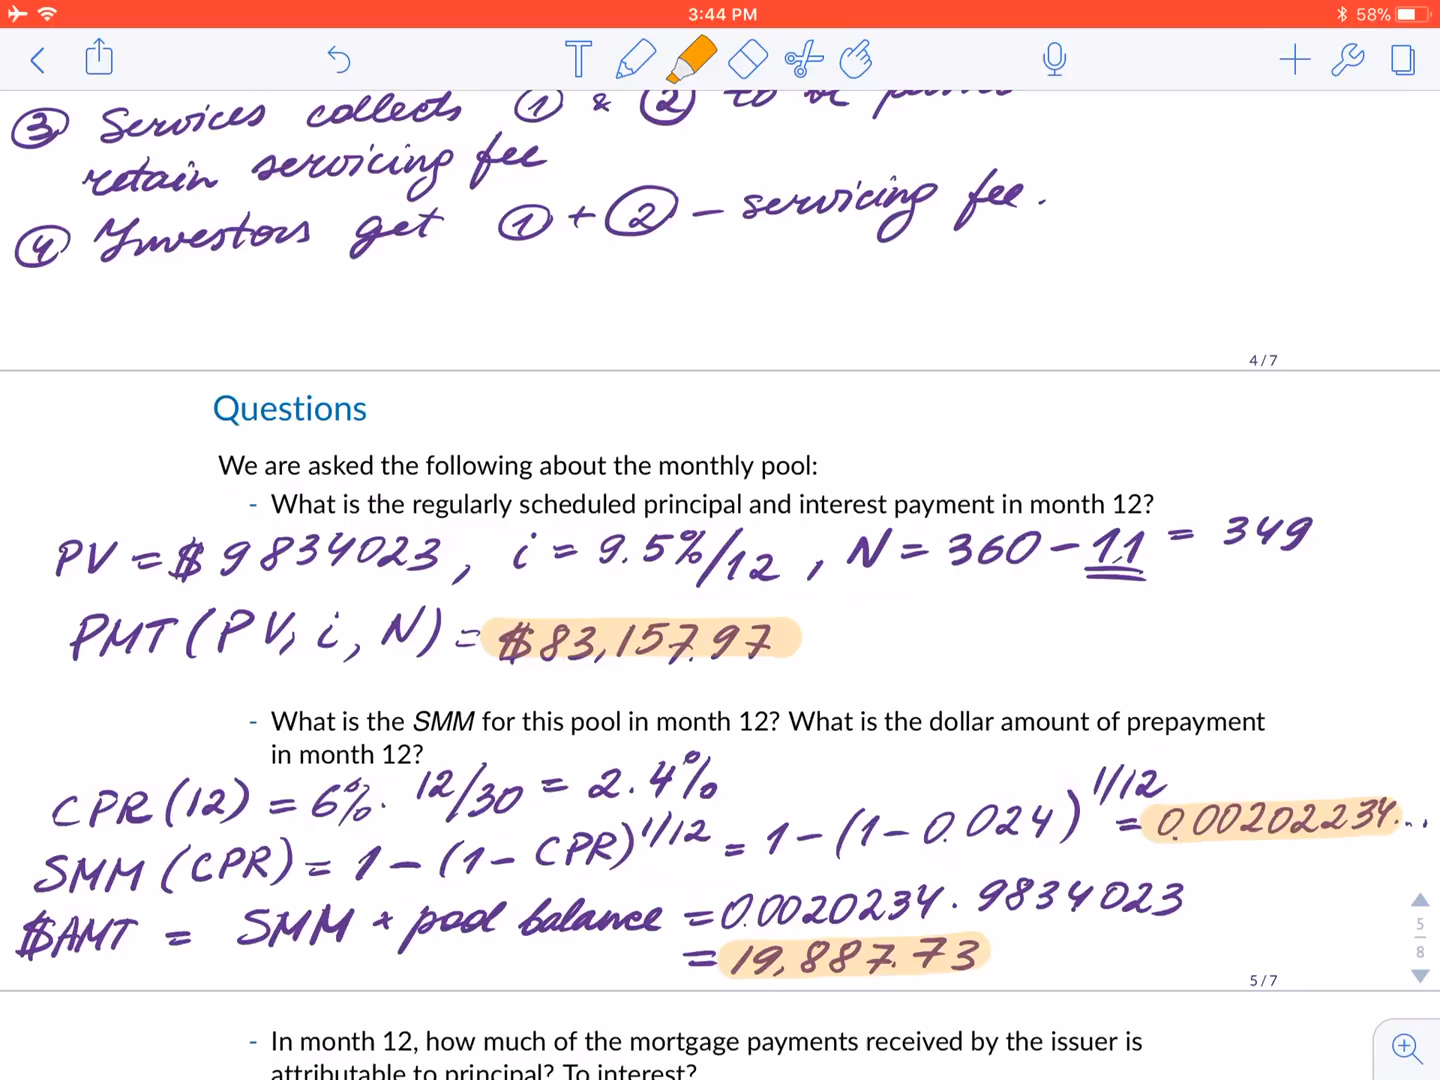 3:44 PM
58%
③ Services collects ① & ② to be
retain servicing fee
④ Investors get ① + ② – servicing fee.
4 / 7
Questions
We are asked the following about the monthly pool:
- What is the regularly scheduled principal and interest payment in month 12?
PV = $9834023, i = 9.5%/12, N = 360 – 11 = 349
PMT(PV, i, N) = $83,157.97
- What is the SMM for this pool in month 12? What is the dollar amount of prepayment
in month 12?
CPR(12) = 6% · 12/30 = 2.4%
SMM(CPR) = 1 – (1 – CPR)^1/12 = 1 – (1 – 0.024)^1/12 = 0.00202234...
$AMT = SMM * pool balance = 0.0020234 · 9834023
= 19,887.73
5
8
5 / 7
- In month 12, how much of the mortgage payments received by the issuer is
attributable to principal? To interest?